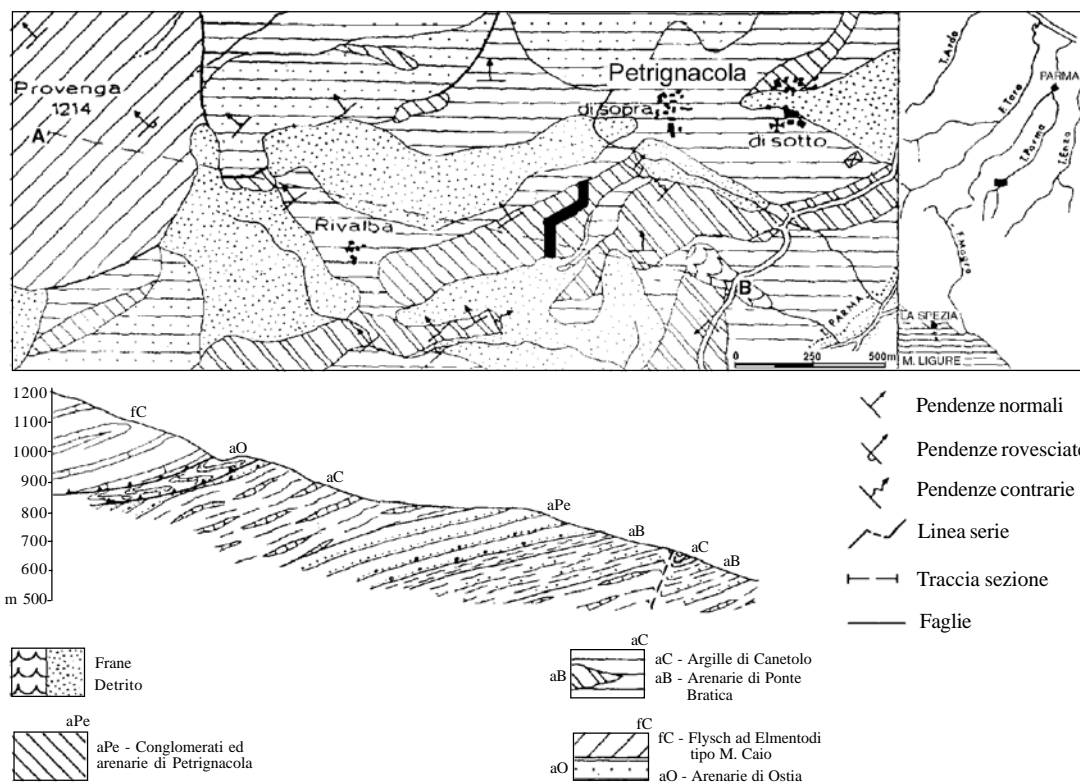 Provenga
1214
A
Petrignacola
di sopra
di sotto
Rivalba
B
PARMA
0 250 500m
T. Arda
F. Taro
PARMA
T. Parma
T. Enza
F. Magra
LA SPEZIA
M. LIGURE
1200
1100
1000
900
800
700
600
m 500
fC
aO
aC
aPe
aB
aC
aB
Pendenze normali
Pendenze rovesciate
Pendenze contrarie
Linea serie
Traccia sezione
Faglie
Frane
Detrito
aPe
aPe - Conglomerati ed
arenarie di Petrignacola
aC
aB
aC - Argille di Canetolo
aB - Arenarie di Ponte
Bratica
fC
aO
fC - Flysch ad Elmentodi
tipo M. Caio
aO - Arenarie di Ostia